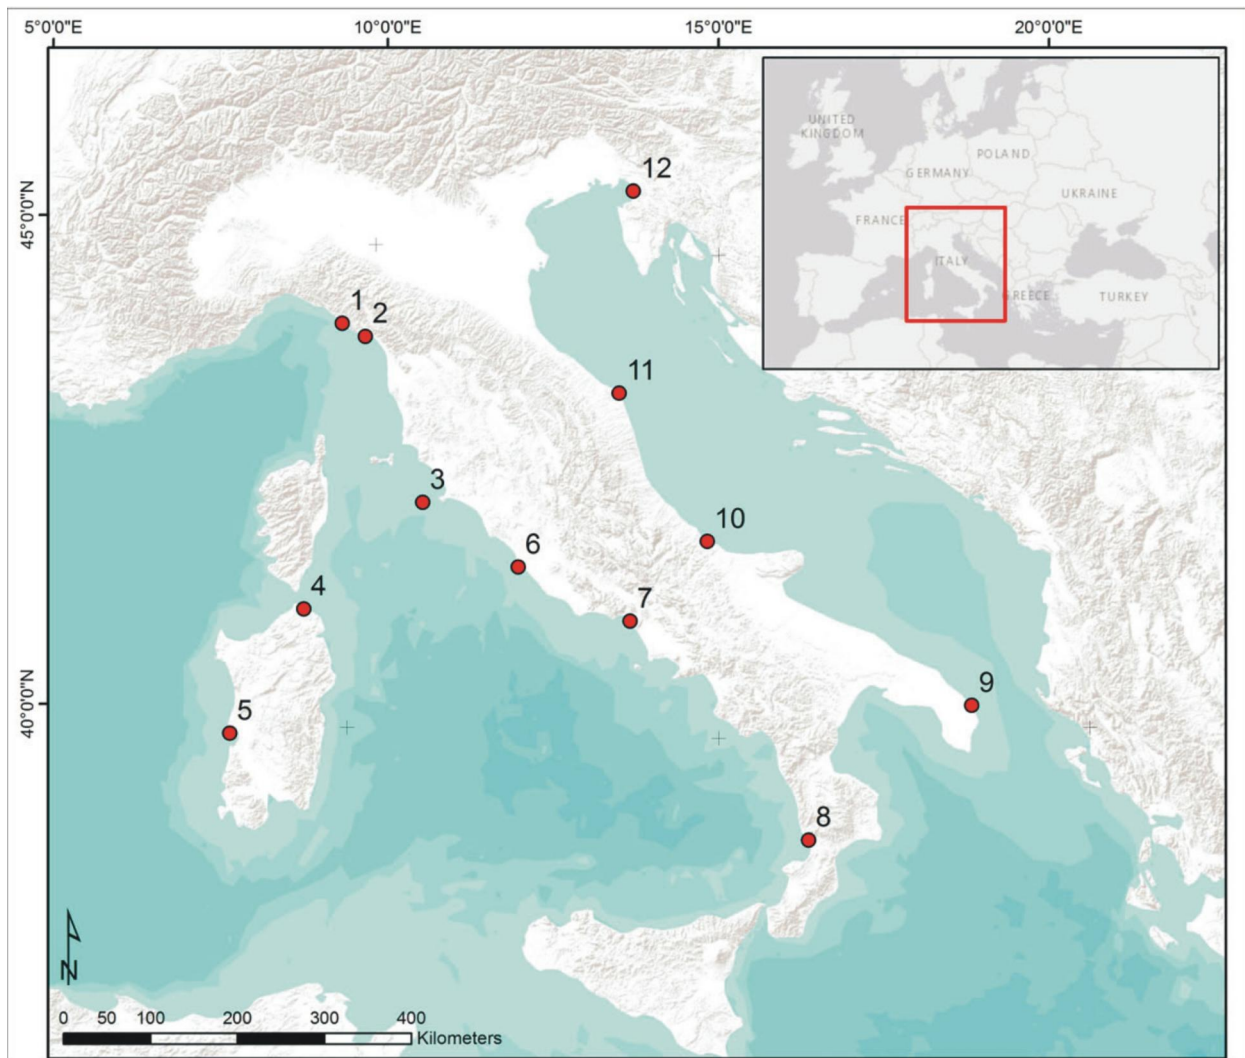 5°0'0"E
10°0'0"E
15°0'0"E
20°0'0"E
45°0'0"N
40°0'0"N
UNITED
KINGDOM
POLAND
GERMANY
UKRAINE
FRANCE
ITALY
GREECE
TURKEY
12
1
2
11
3
10
6
4
7
9
5
8
N
0 50 100 200 300 400
Kilometers